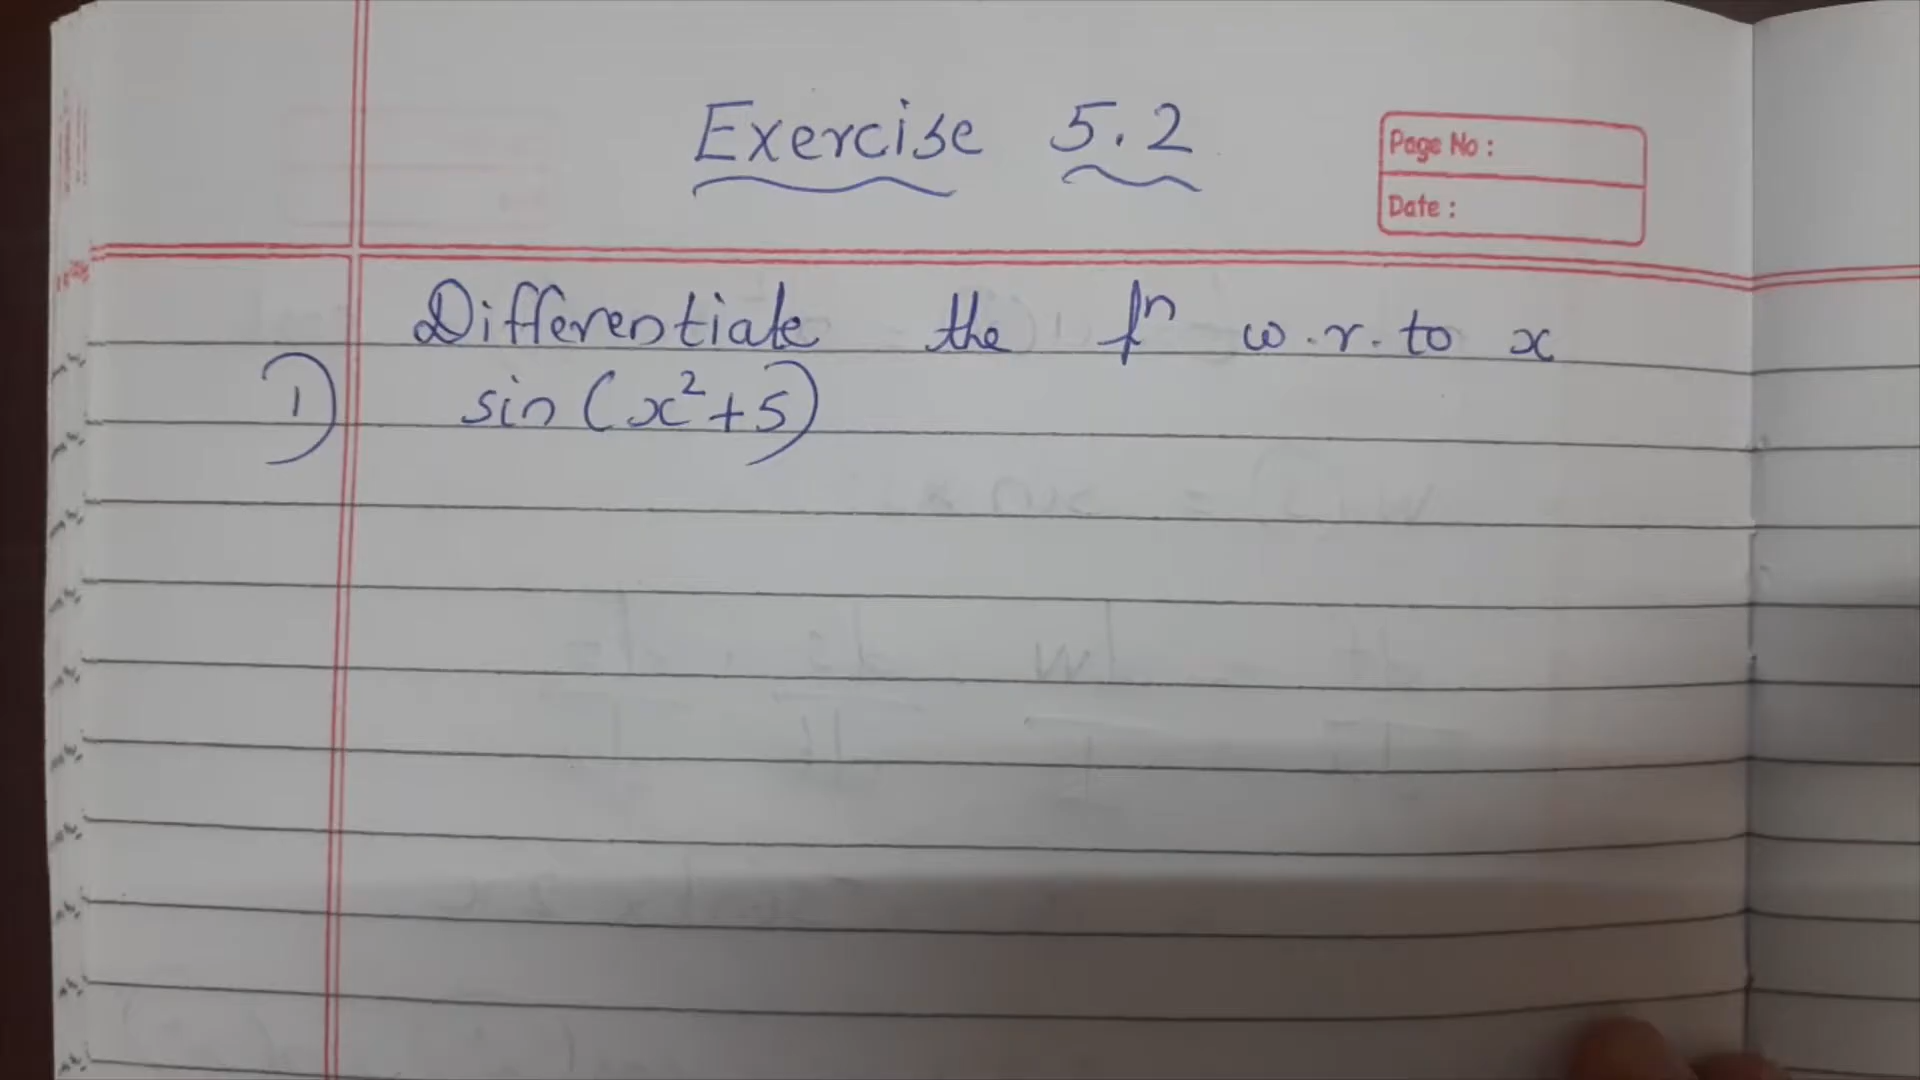 Exercise 5.2
Page No :
Date :
Differentiate the fⁿ w.r.to x
1) sin (x²+5)